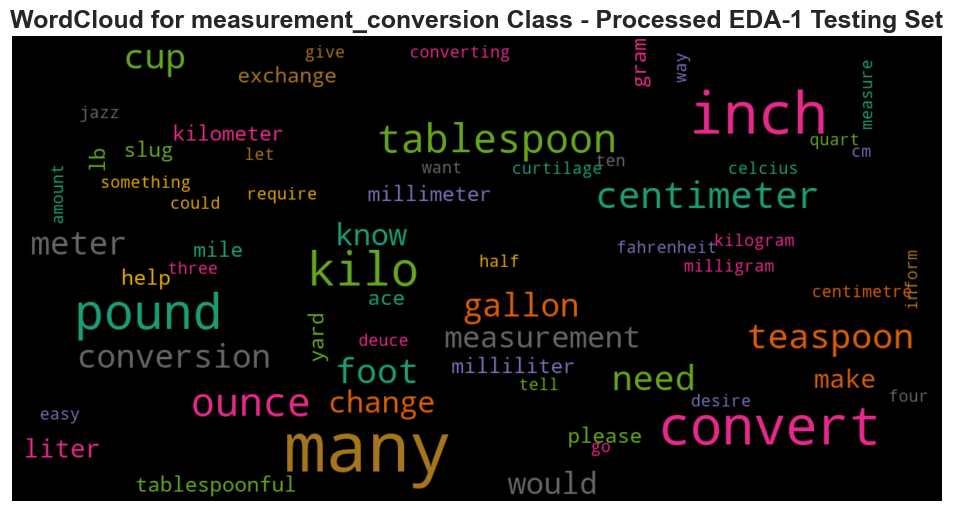 WordCloud for measurement_conversion Class - Processed EDA-1 Testing Set
cup
give
converting
gram
way
exchange
measure
inch
jazz
kilometer
tablespoon
quart
slug
lb
let
cm
want
ten
curtilage
celcius
something
amount
could
require
millimeter
centimeter
meter
know
mile
fahrenheit
kilogram
three
half
milligram
help
kilo
inform
centimetre
ace
pound
gallon
yard
deuce
measurement
teaspoon
conversion
foot
milliliter
tell
need
make
ounce
change
desire
four
easy
many
convert
liter
please
go
tablespoonful
would